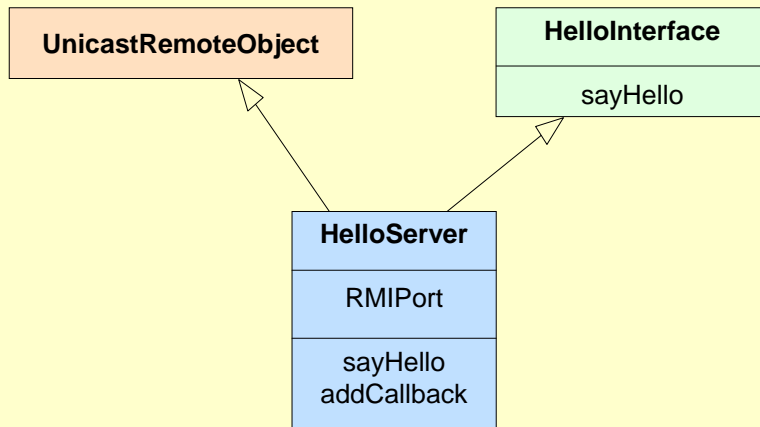 UnicastRemoteObject
HelloInterface
sayHello
HelloServer
RMIPort
sayHello
addCallback